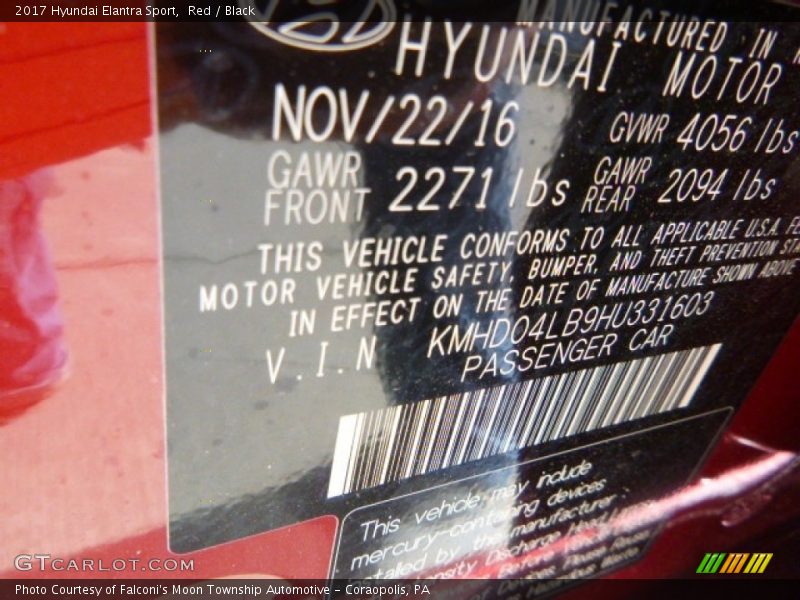 2017 Hyundai Elantra Sport, Red / Black
MANUFACTURED IN
HYUNDAI MOTOR
NOV/22/16 GVWR 4056 lbs
GAWR FRONT 2271 lbs GAWR REAR 2094 lbs
THIS VEHICLE CONFORMS TO ALL APPLICABLE U.S.A. FE
MOTOR VEHICLE SAFETY, BUMPER, AND THEFT PREVENTION STA
IN EFFECT ON THE DATE OF MANUFACTURE SHOWN ABOVE
V.I.N KMHD04LB9HU331603
PASSENGER CAR
This vehicle may include
mercury-containing devices
by the manufacturer
Discharge
GTCARLOT.COM
Photo Courtesy of Falconi's Moon Township Automotive - Coraopolis, PA